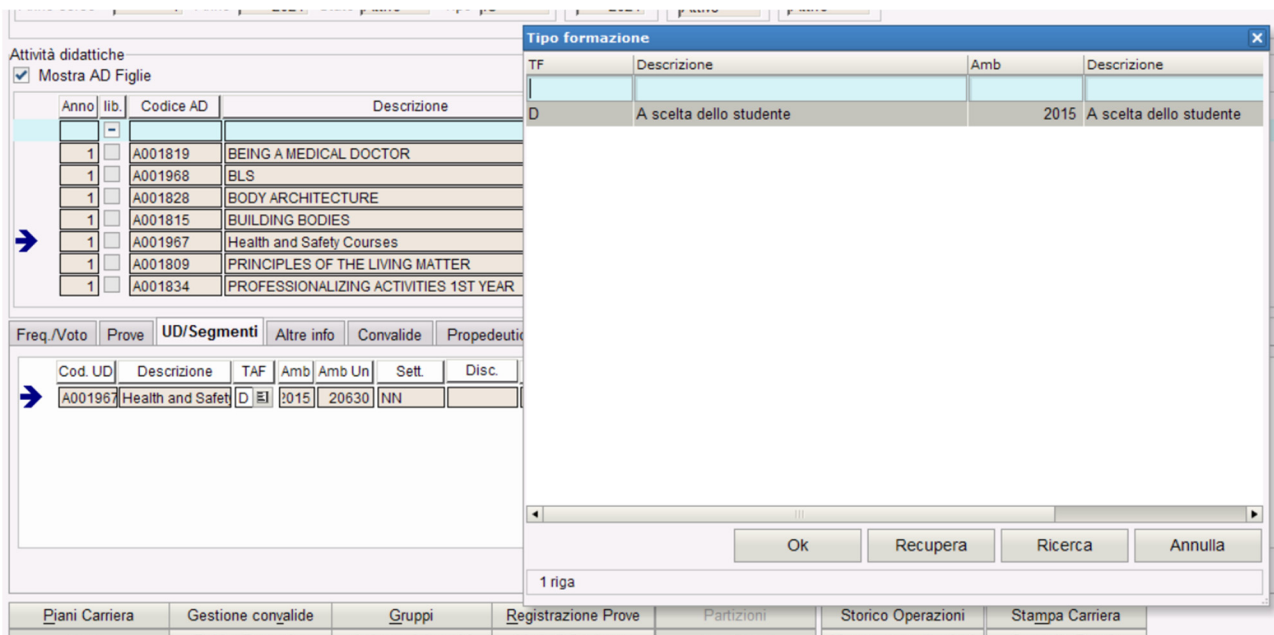 Tipo formazione
Attività didattiche
Mostra AD Figlie
TF Descrizione Amb Descrizione
D A scelta dello studente 2015 A scelta dello studente
Anno lib. Codice AD Descrizione
1 A001819 BEING A MEDICAL DOCTOR
1 A001968 BLS
1 A001828 BODY ARCHITECTURE
1 A001815 BUILDING BODIES
1 A001967 Health and Safety Courses
1 A001809 PRINCIPLES OF THE LIVING MATTER
1 A001834 PROFESSIONALIZING ACTIVITIES 1ST YEAR
Freq./Voto Prove UD/Segmenti Altre info Convalide Propedeutic
Cod. UD Descrizione TAF Amb Amb Un Sett. Disc.
A001967 Health and Safet D 2015 20630 NN
Ok Recupera Ricerca Annulla
1 riga
Piani Carriera Gestione convalide Gruppi Registrazione Prove Partizioni Storico Operazioni Stampa Carriera